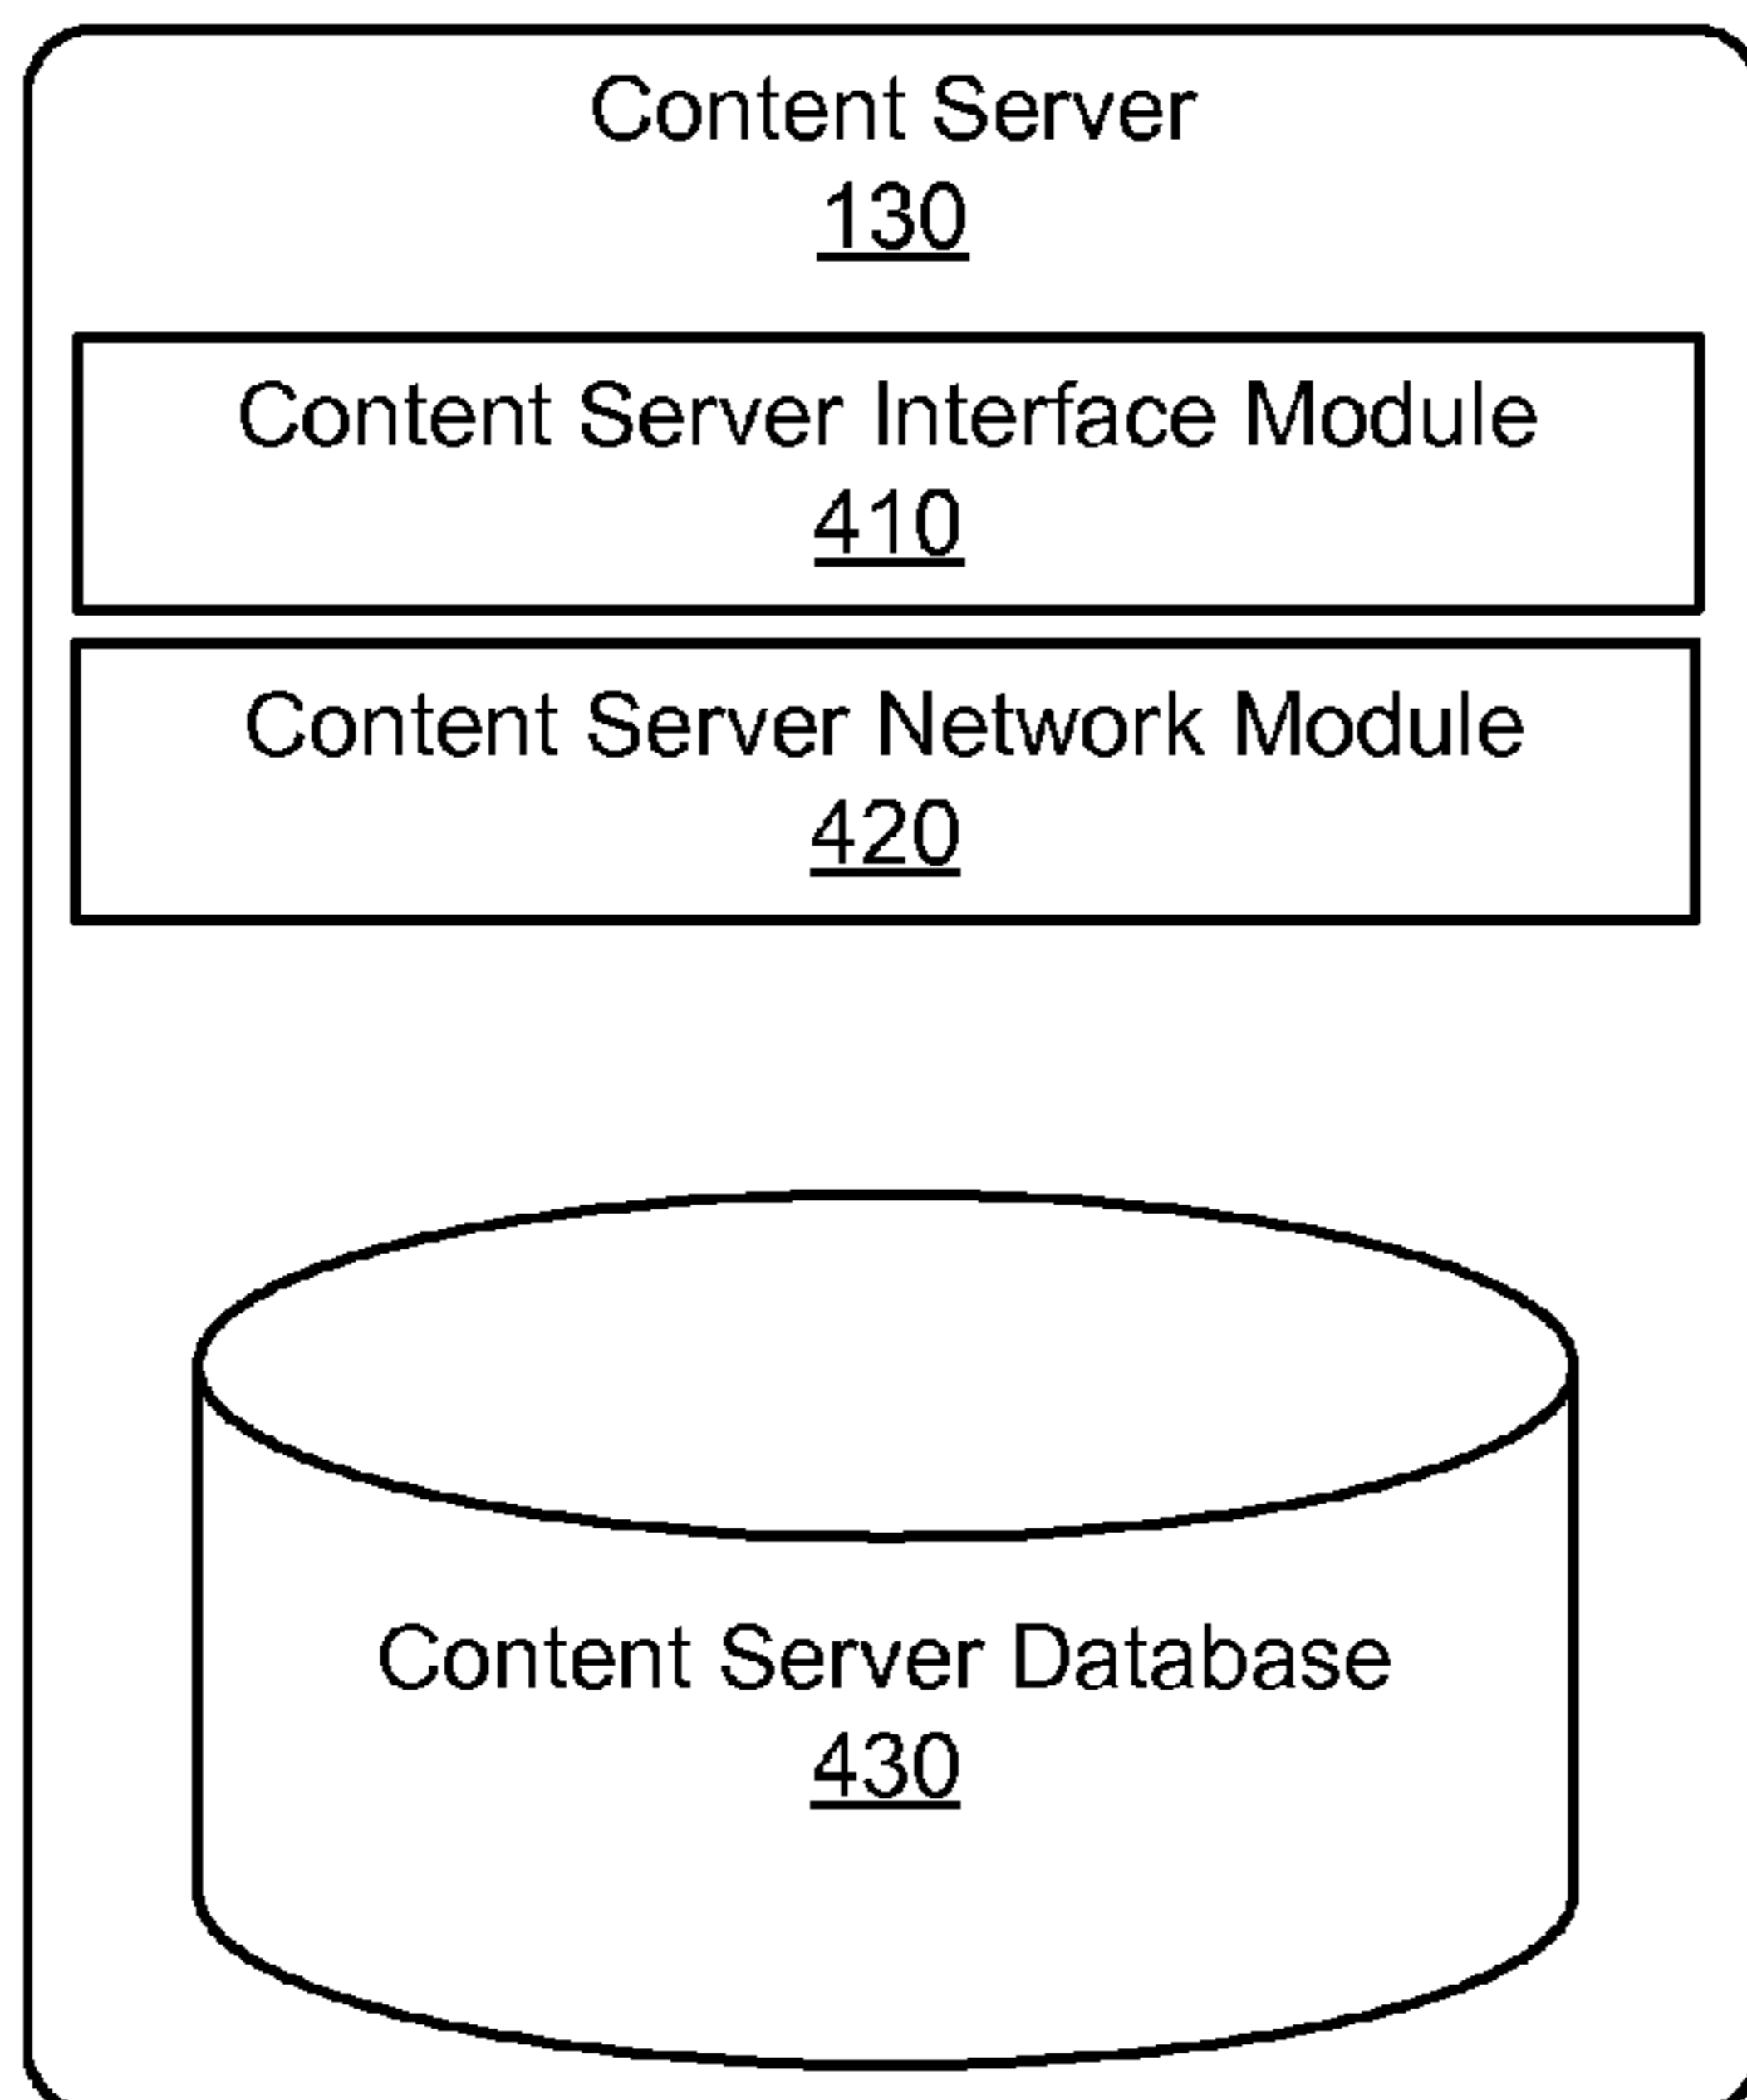 Content Server
130
Content Server Interface Module
410
Content Server Network Module
420
Content Server Database
430